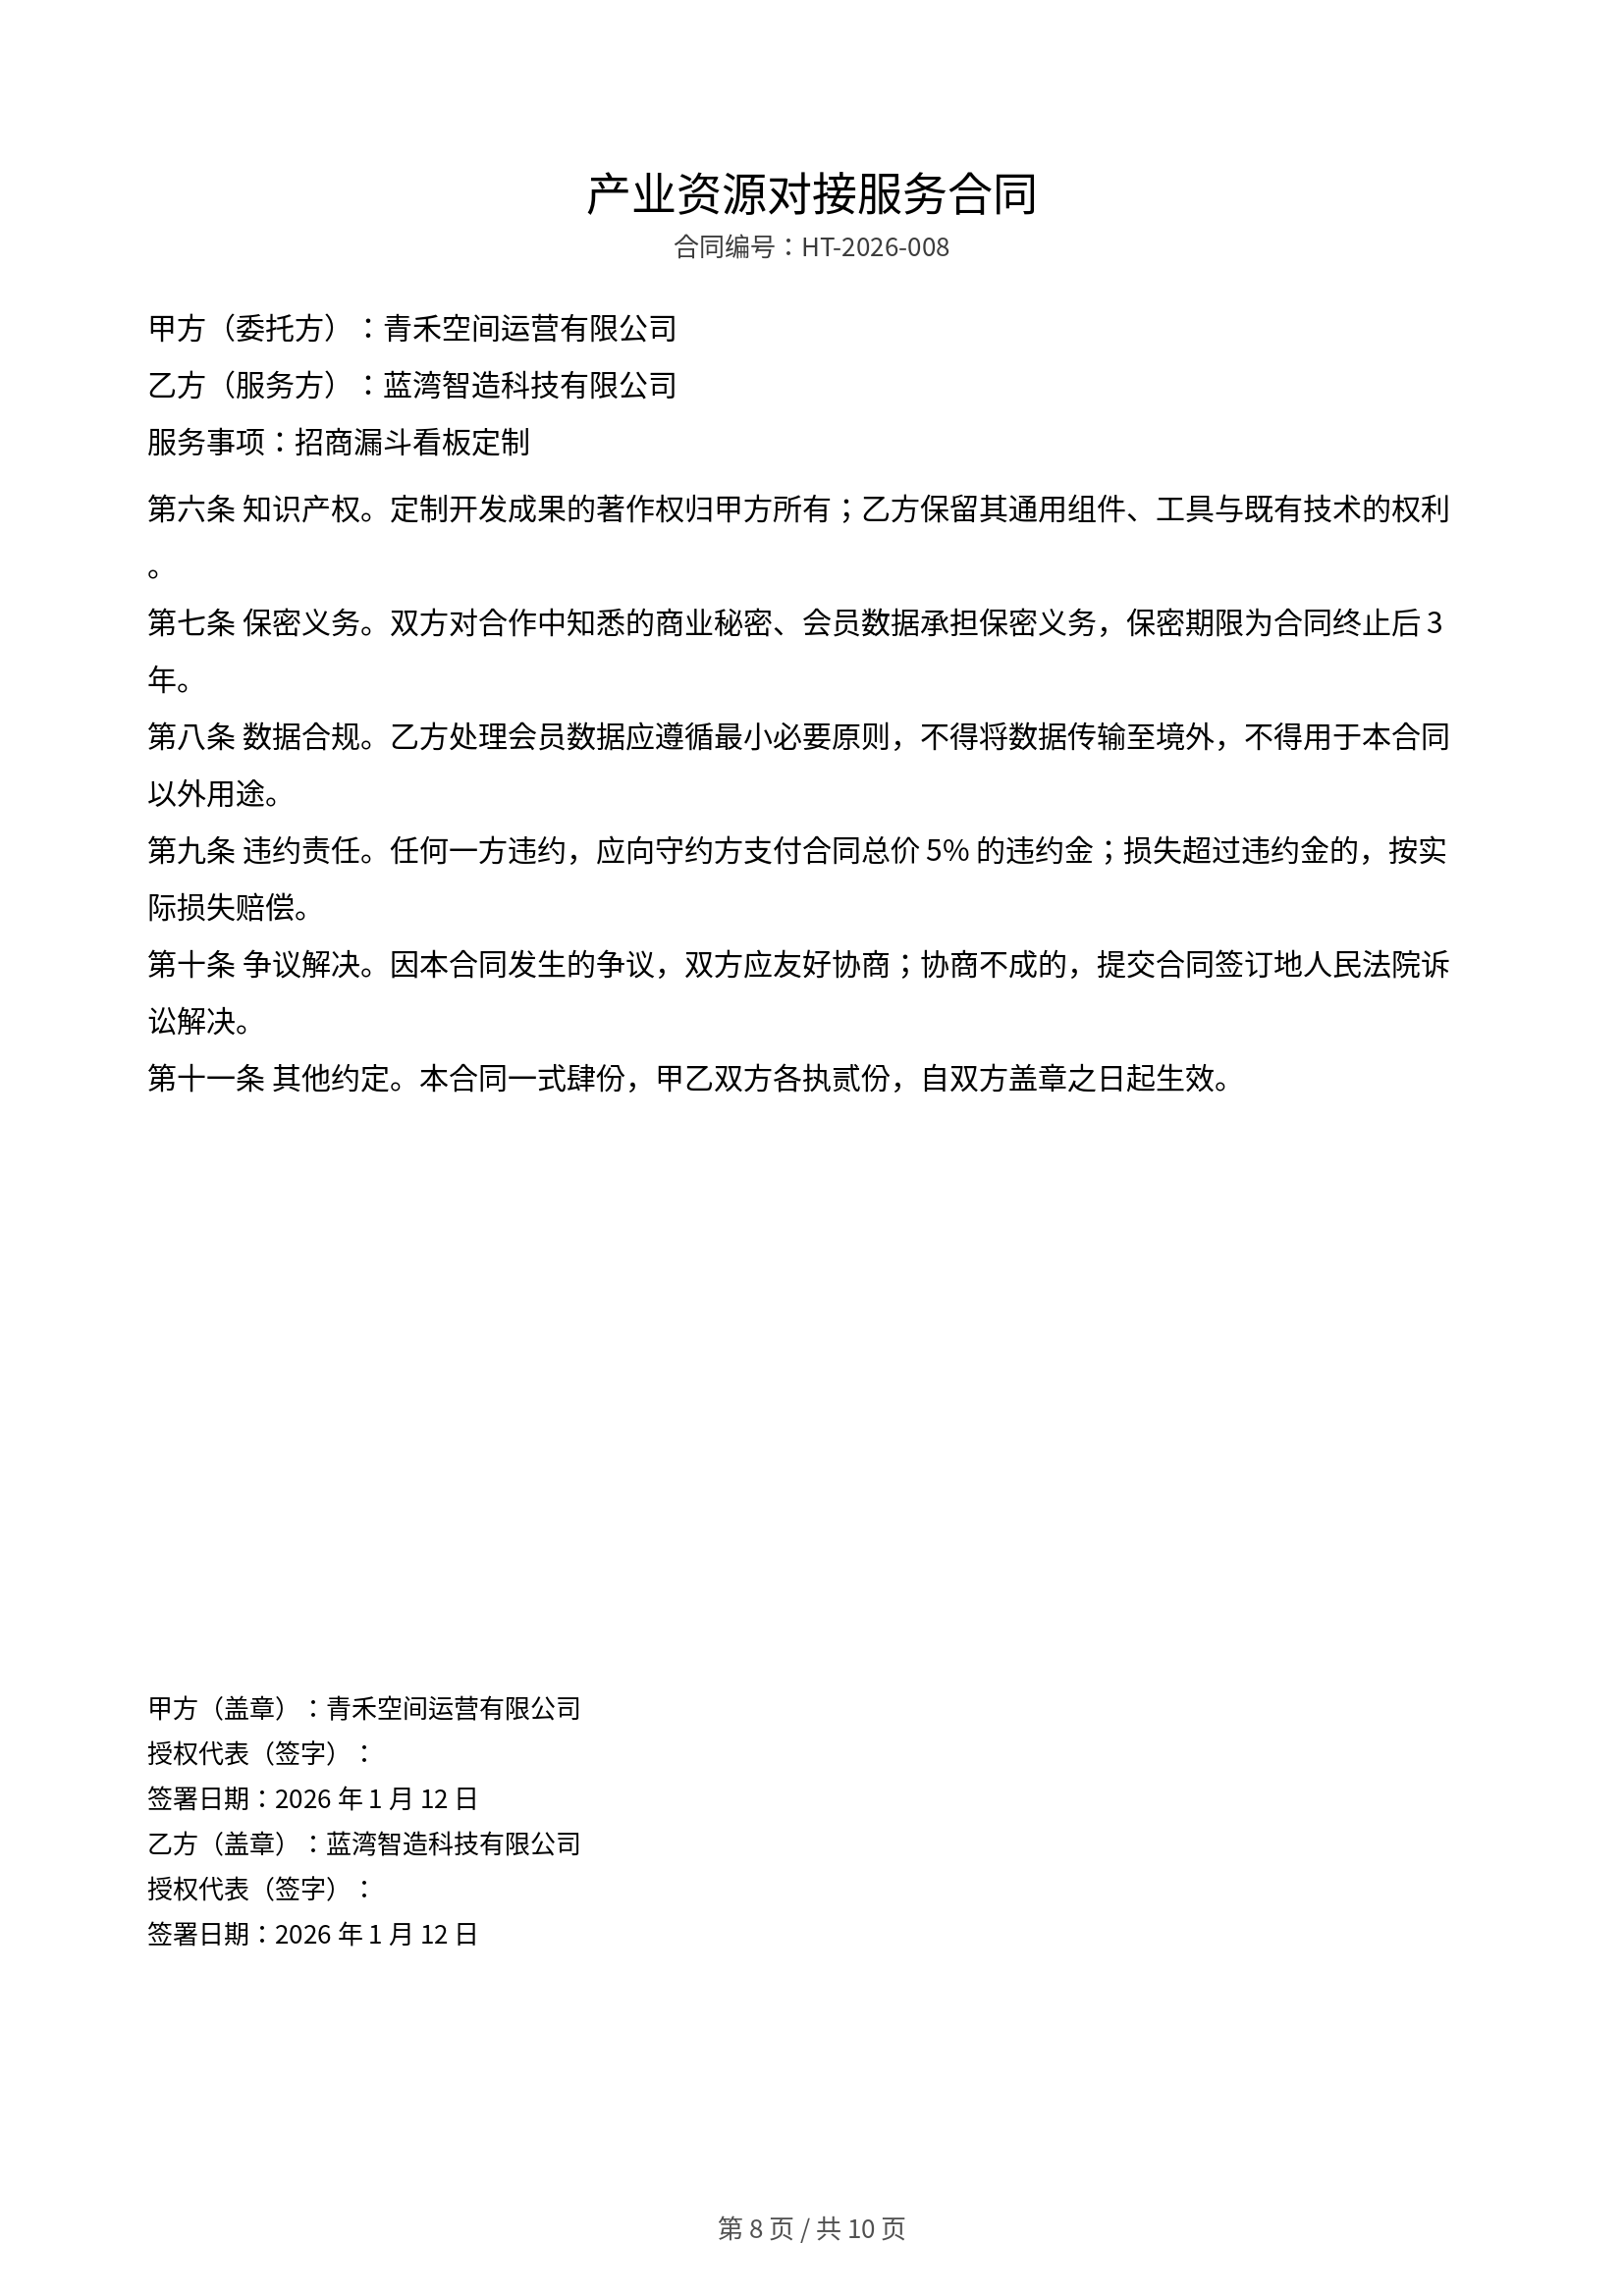 产业资源对接服务合同
合同编号：HT-2026-008
甲方（委托方）：青禾空间运营有限公司
乙方（服务方）：蓝湾智造科技有限公司
服务事项：招商漏斗看板定制
第六条 知识产权。定制开发成果的著作权归甲方所有；乙方保留其通用组件、工具与既有技术的权利
。
第七条 保密义务。双方对合作中知悉的商业秘密、会员数据承担保密义务，保密期限为合同终止后 3
年。
第八条 数据合规。乙方处理会员数据应遵循最小必要原则，不得将数据传输至境外，不得用于本合同
以外用途。
第九条 违约责任。任何一方违约，应向守约方支付合同总价 5% 的违约金；损失超过违约金的，按实
际损失赔偿。
第十条 争议解决。因本合同发生的争议，双方应友好协商；协商不成的，提交合同签订地人民法院诉
讼解决。
第十一条 其他约定。本合同一式肆份，甲乙双方各执贰份，自双方盖章之日起生效。
甲方（盖章）：青禾空间运营有限公司
授权代表（签字）：
签署日期：2026 年 1 月 12 日
乙方（盖章）：蓝湾智造科技有限公司
授权代表（签字）：
签署日期：2026 年 1 月 12 日
第 8 页 / 共 10 页